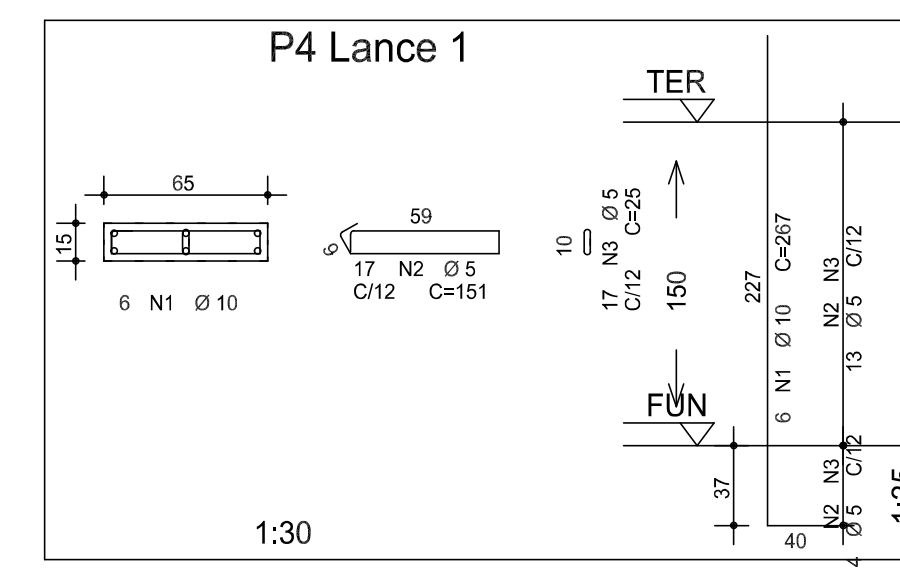 P4 Lance 1
TER
65
15
6 N1 Ø 10
59
6
17 N2 Ø 5
C/12 C=151
10
17 N3 Ø 5
C/12 C=25
150
227
6 N1 Ø 10 C=267
N2 N3
13 Ø 5 C/12
FUN
37
N2 N3
4 Ø 5 C/12
40
1:30